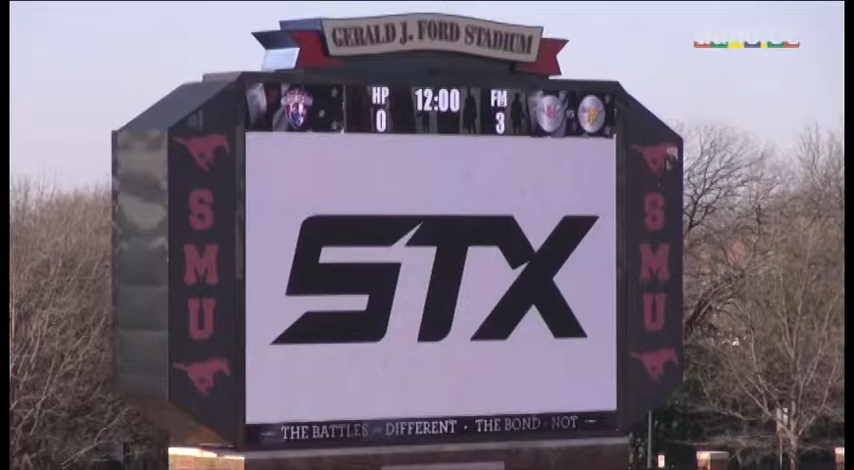 GERALD J. FORD STADIUM
HP 12:00 FM
0 3
STX
SMU
SMU
THE BATTLES DIFFERENT · THE BOND NOT